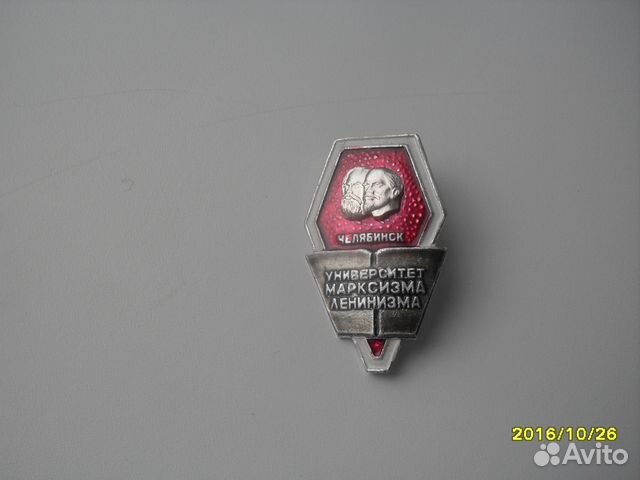 ЧЕЛЯБИНСК
УНИВЕРСИТЕТ
МАРКСИЗМА
ЛЕНИНИЗМА
2016/10/26
Avito